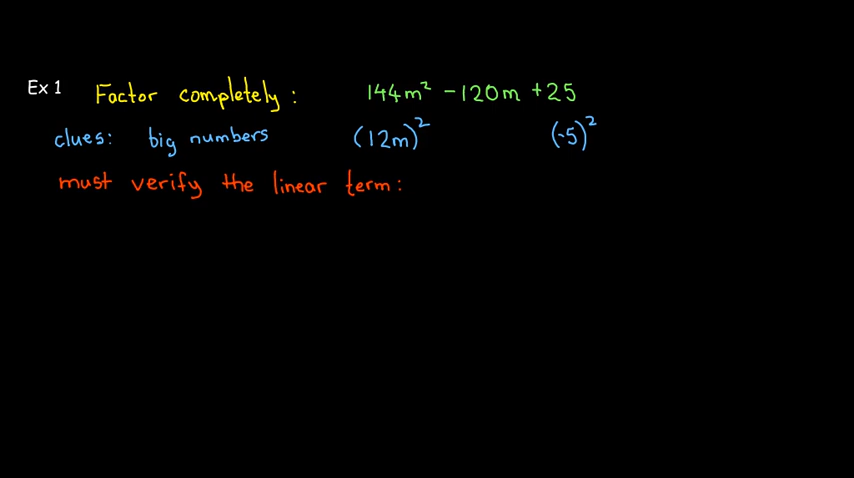 Ex 1 Factor completely : 144m² - 120m + 25
clues: big numbers (12m)² (-5)²
must verify the linear term: